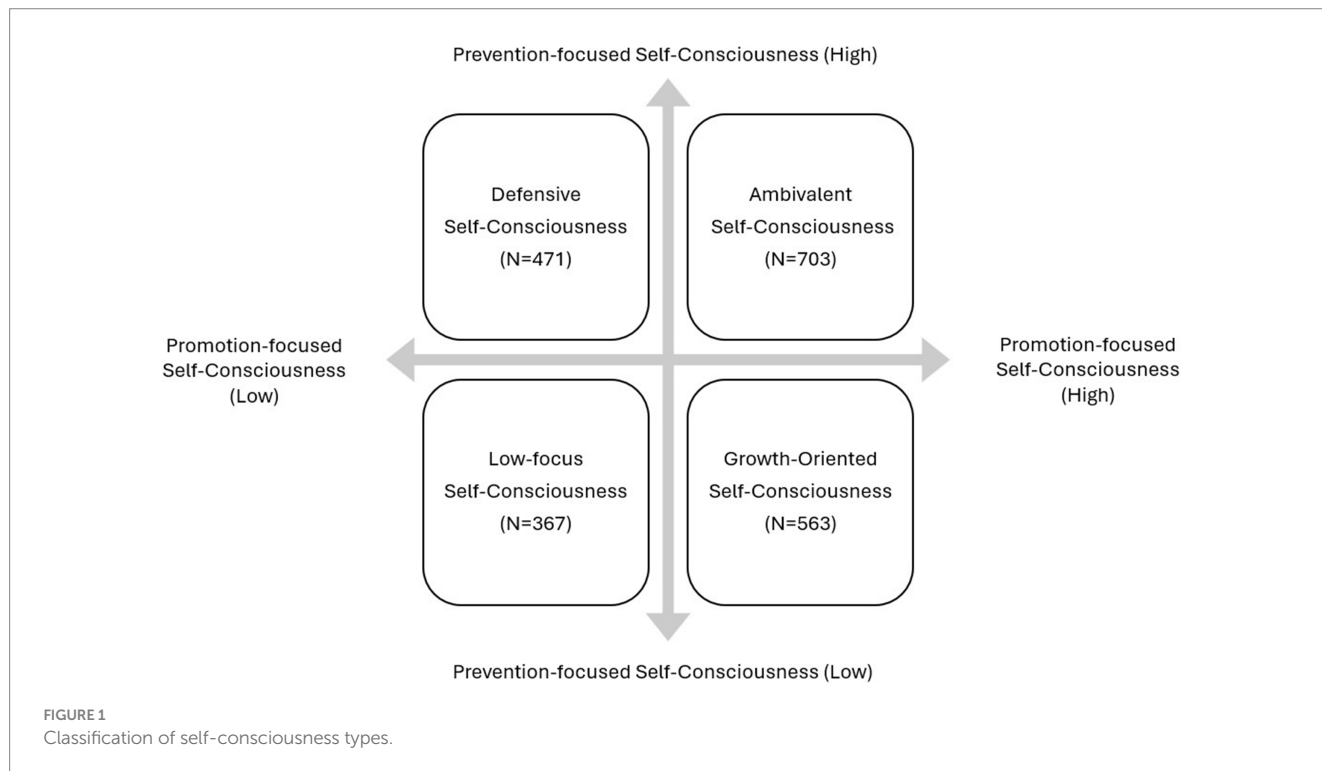 Prevention-focused Self-Consciousness (High)
Defensive
Self-Consciousness
(N=471)
Ambivalent
Self-Consciousness
(N=703)
Promotion-focused
Self-Consciousness
(Low)
Promotion-focused
Self-Consciousness
(High)
Low-focus
Self-Consciousness
(N=367)
Growth-Oriented
Self-Consciousness
(N=563)
Prevention-focused Self-Consciousness (Low)
FIGURE 1
Classification of self-consciousness types.